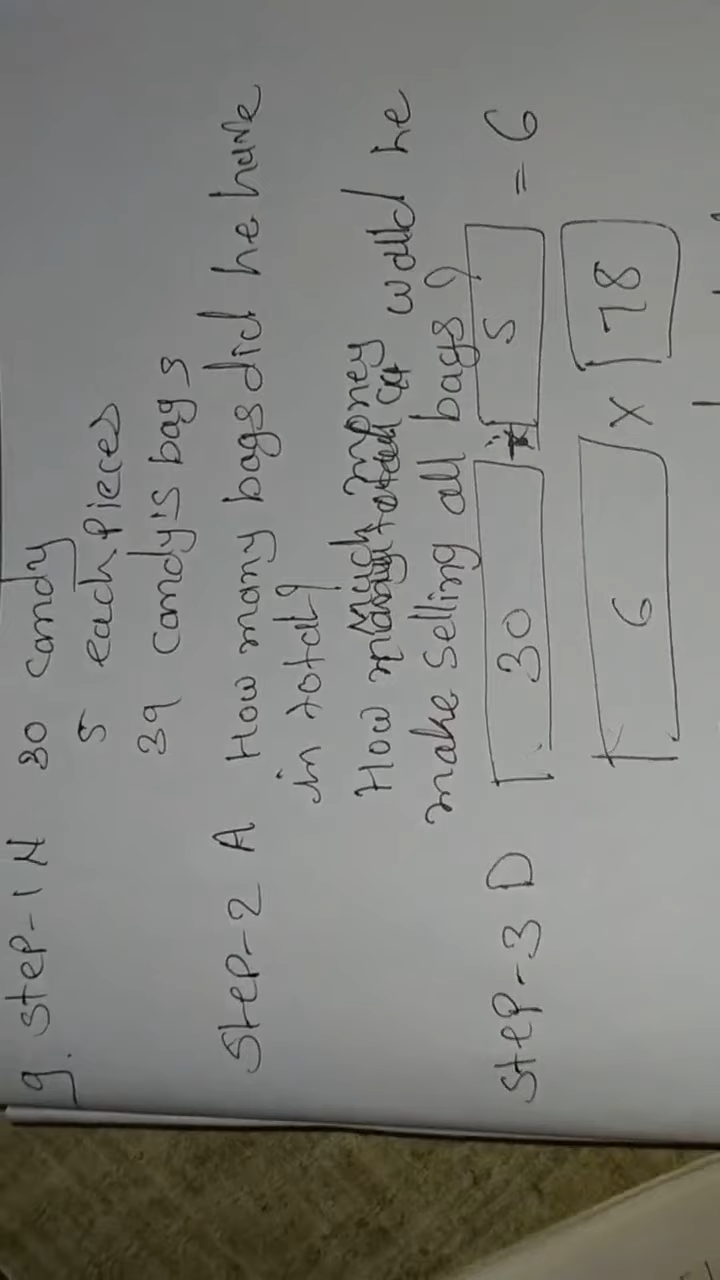 9. Step-1 N 30 candy
5 each pieces
39 candy's bags
Step-2 A How many bags did he have
in total?
How much money would he
make selling all bags?
Step-3 D 30 ÷ 5 = 6
6 × 78